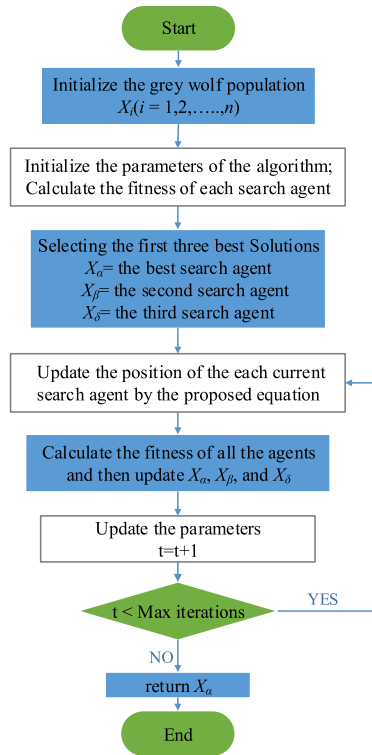 Start
Initialize the grey wolf population
Xᵢ(i = 1,2,…..,n)
Initialize the parameters of the algorithm;
Calculate the fitness of each search agent
Selecting the first three best Solutions
Xα= the best search agent
Xβ= the second search agent
Xδ= the third search agent
Update the position of the each current
search agent by the proposed equation
Calculate the fitness of all the agents
and then update Xα, Xβ, and Xδ
Update the parameters
t=t+1
t < Max iterations
YES
NO
return Xα
End